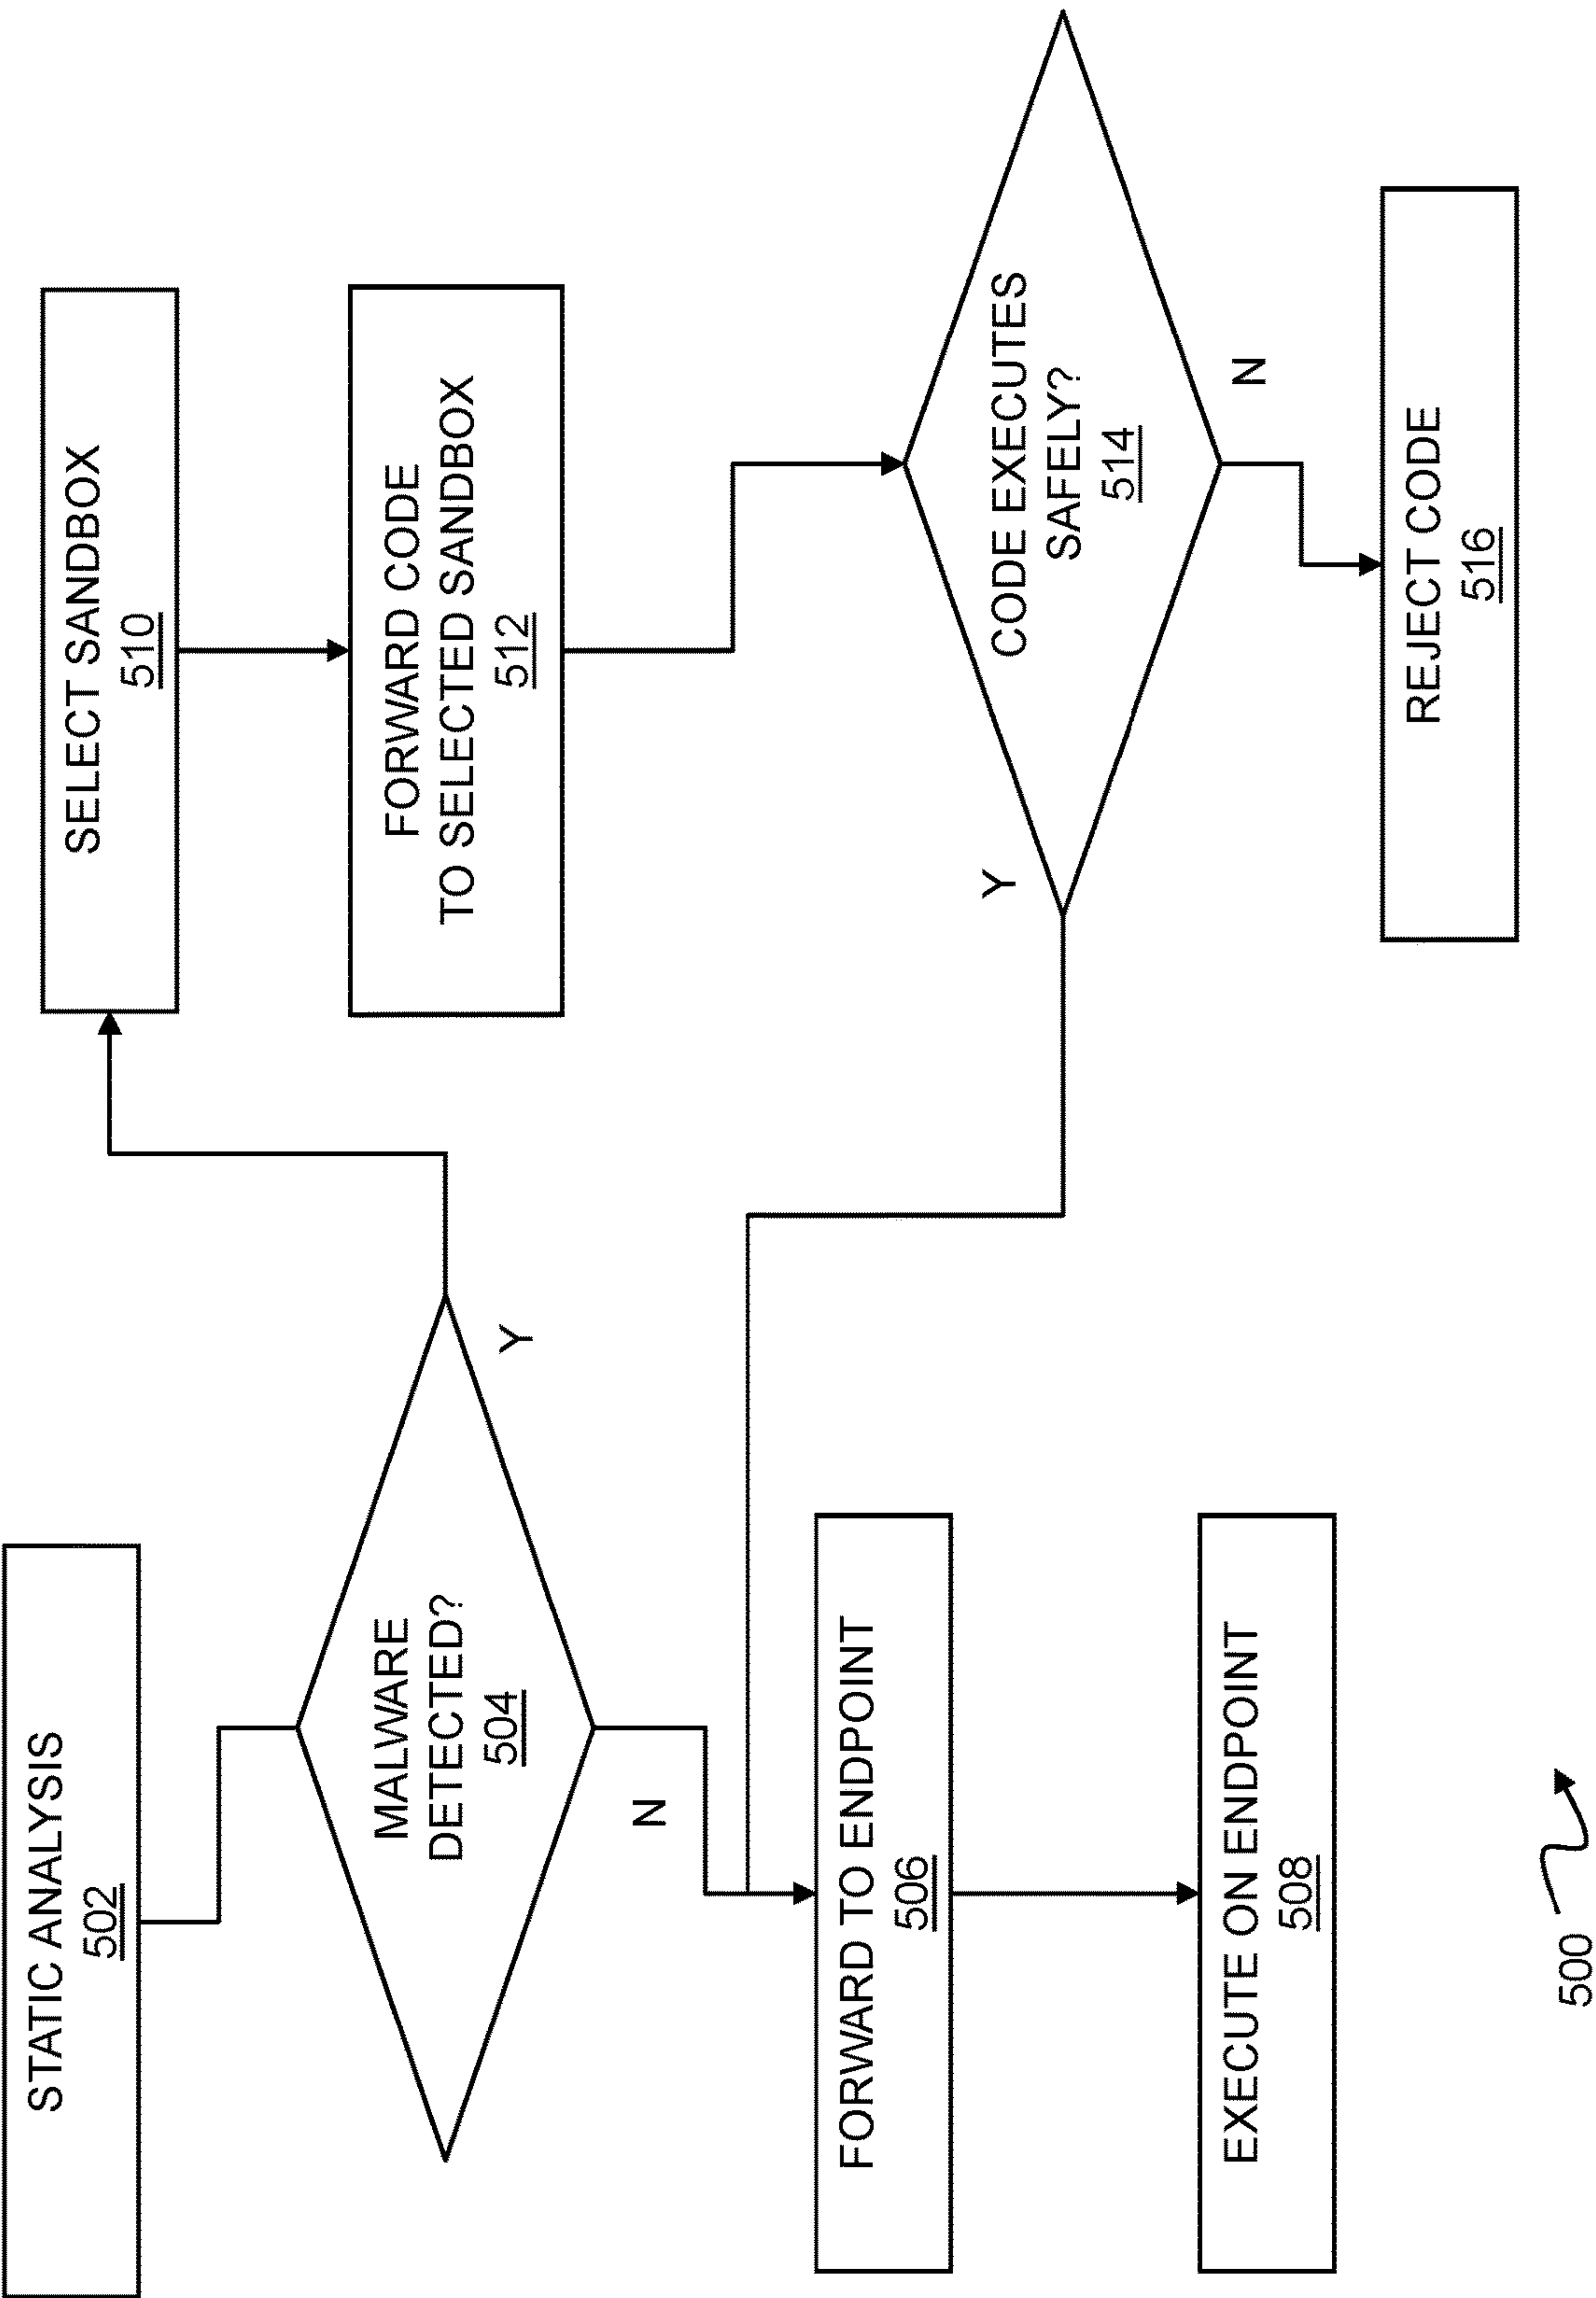 STATIC ANALYSIS
502
MALWARE
DETECTED?
504
Y
N
FORWARD TO ENDPOINT
506
EXECUTE ON ENDPOINT
508
SELECT SANDBOX
510
FORWARD CODE
TO SELECTED SANDBOX
512
CODE EXECUTES
SAFELY?
514
Y
N
REJECT CODE
516
500